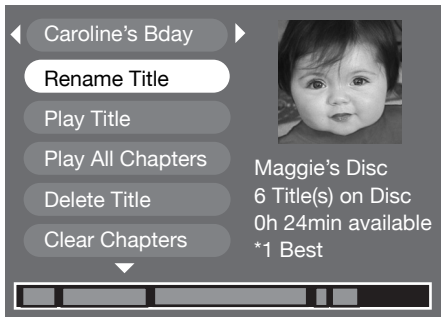 Caroline's Bday
Rename Title
Play Title
Play All Chapters
Delete Title
Clear Chapters
Maggie's Disc
6 Title(s) on Disc
0h 24min available
*1 Best